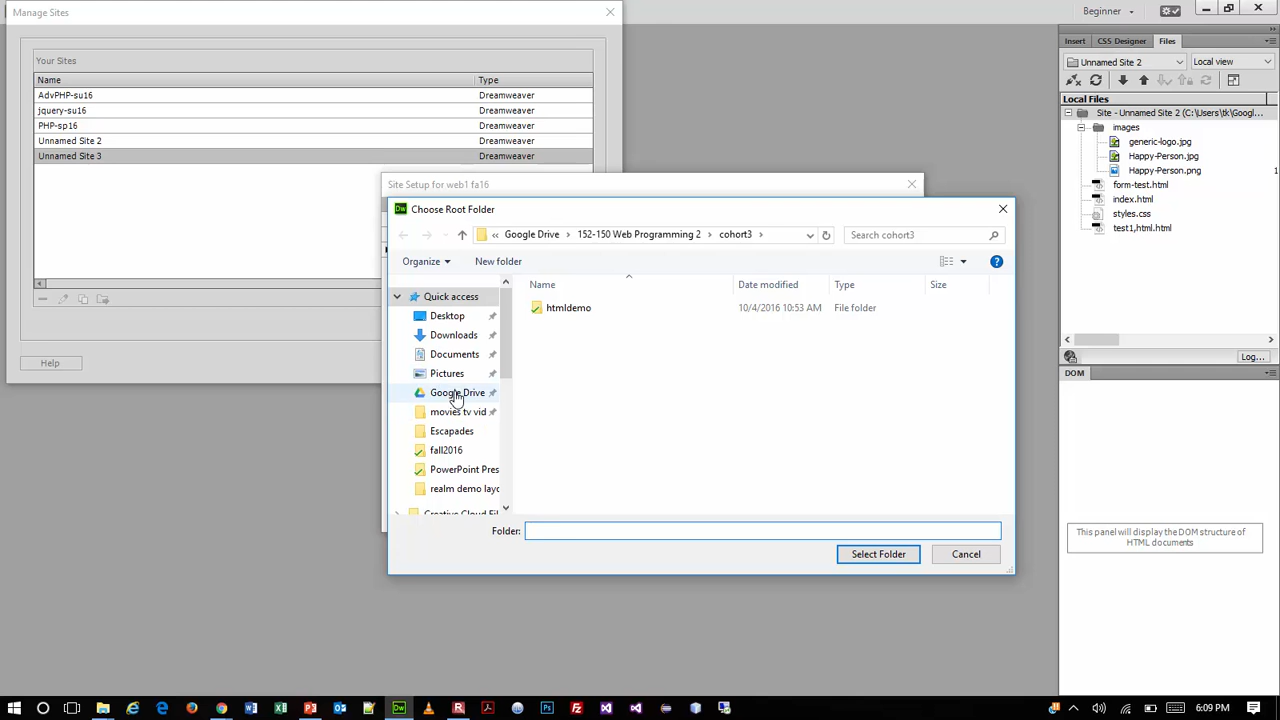 Manage Sites
Beginner
Your Sites
Name Type
AdvPHP-su16 Dreamweaver
jquery-su16 Dreamweaver
PHP-sp16 Dreamweaver
Unnamed Site 2 Dreamweaver
Unnamed Site 3 Dreamweaver
Help
Site Setup for web1 fa16
Dw Choose Root Folder
« Google Drive 152-150 Web Programming 2 cohort3
Search cohort3
Organize New folder
Name Date modified Type Size
htmldemo 10/4/2016 10:53 AM File folder
Quick access
Desktop
Downloads
Documents
Pictures
Google Drive
movies tv vid
Escapades
fall2016
PowerPoint Pres
realm demo layo
Creative Cloud Fil
Folder:
Select Folder Cancel
Insert CSS Designer Files
Unnamed Site 2 Local view
Local Files
Site - Unnamed Site 2 (C:\Users\tk\Googl...
images
generic-logo.jpg
Happy-Person.jpg
Happy-Person.png 1
form-test.html
index.html
styles.css
test1,html.html
Log...
DOM
This panel will display the DOM structure of
HTML documents
6:09 PM